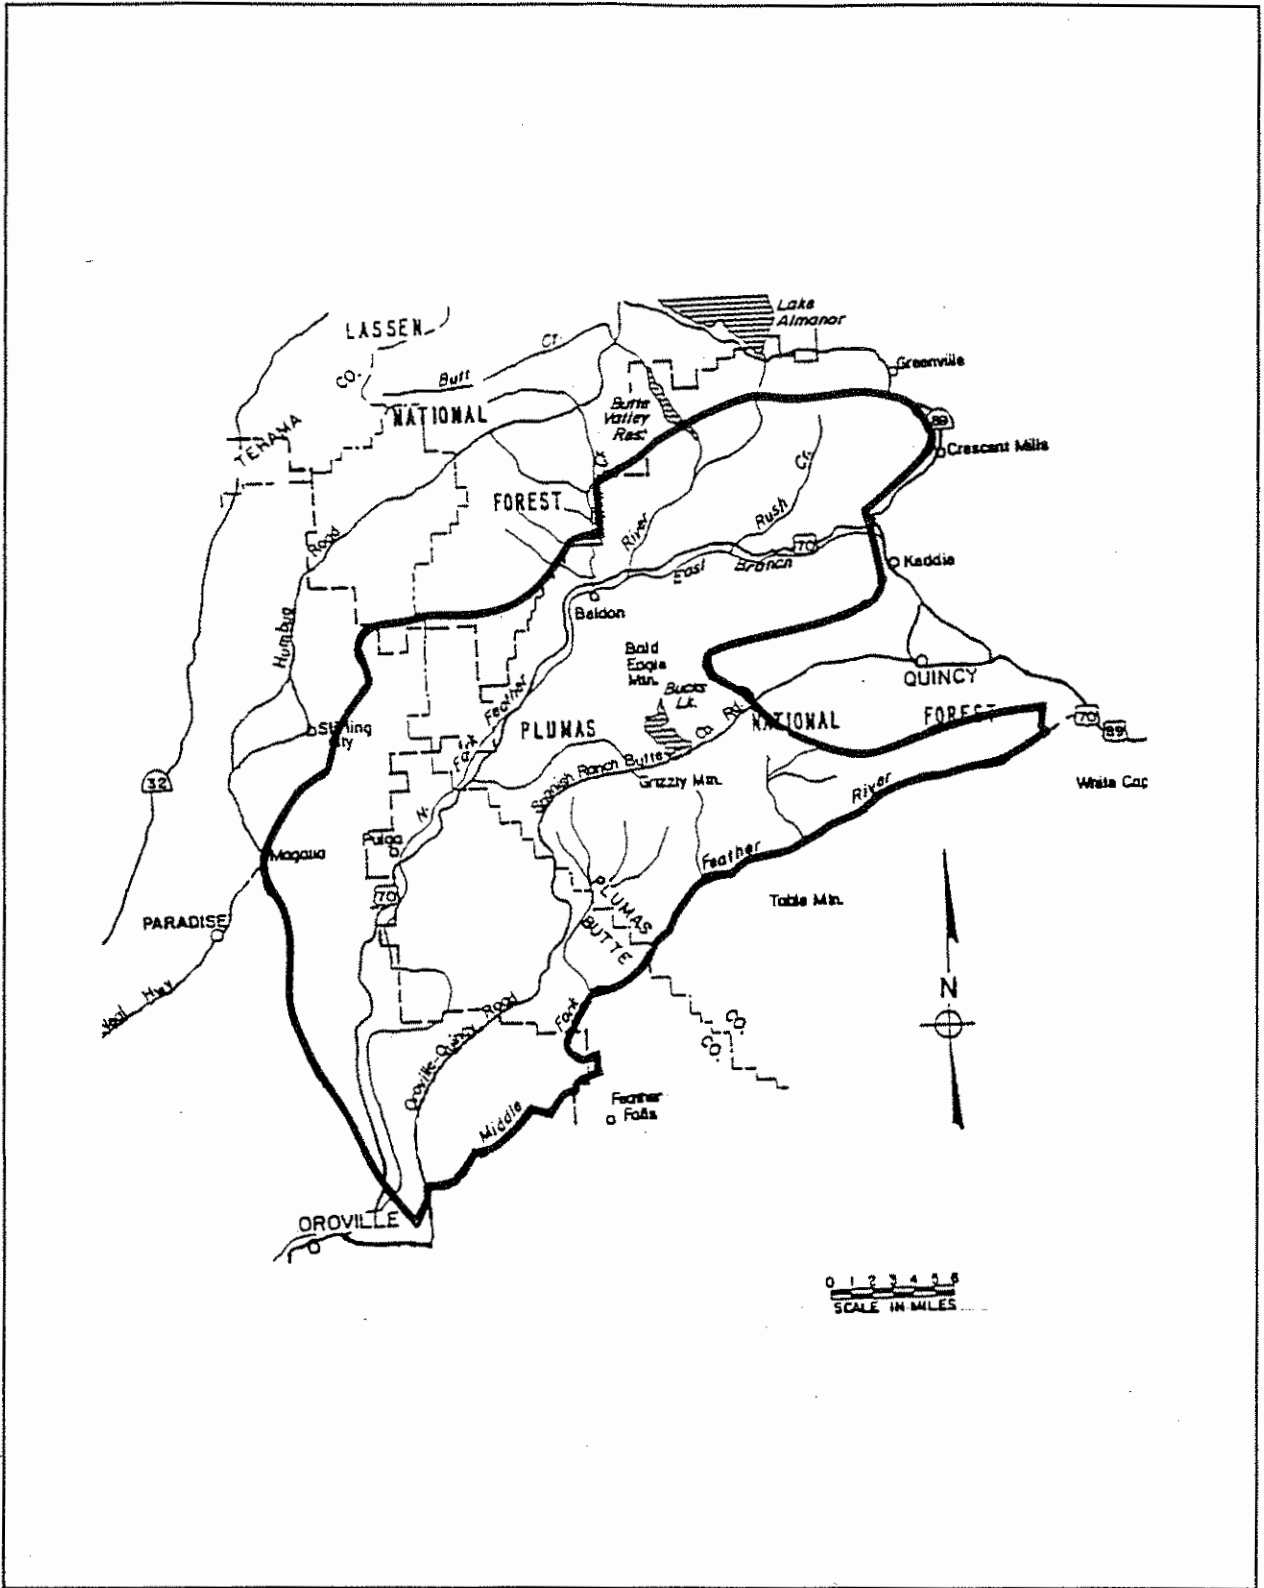 Lake
Almanor
LASSEN
CO.
Butt
Cr.
Greenville
TEHAMA
NATIONAL
Butte
Valley
Res.
89
Crescent Mills
Cr.
Cr.
FOREST
Rush
River
Road
70
East
Branch
Keddie
Beldon
Humbug
Bald
Eagle
Mtn.
QUINCY
Bucks
Lk.
Feather
Rd.
NATIONAL
FOREST
Co
PLUMAS
70
89
Fork
32
Spanish Ranch Butte
Grizzly Mtn.
River
White Cap
N.
Pulga
Magalia
Feather
70
PLUMAS
Table Mtn.
PARADISE
BUTTE
N
Hwy
Road
Fork
CO.
CO.
Oroville-Quincy
Feather
Falls
Middle
OROVILLE
0 1 2 3 4 5 6
SCALE IN MILES